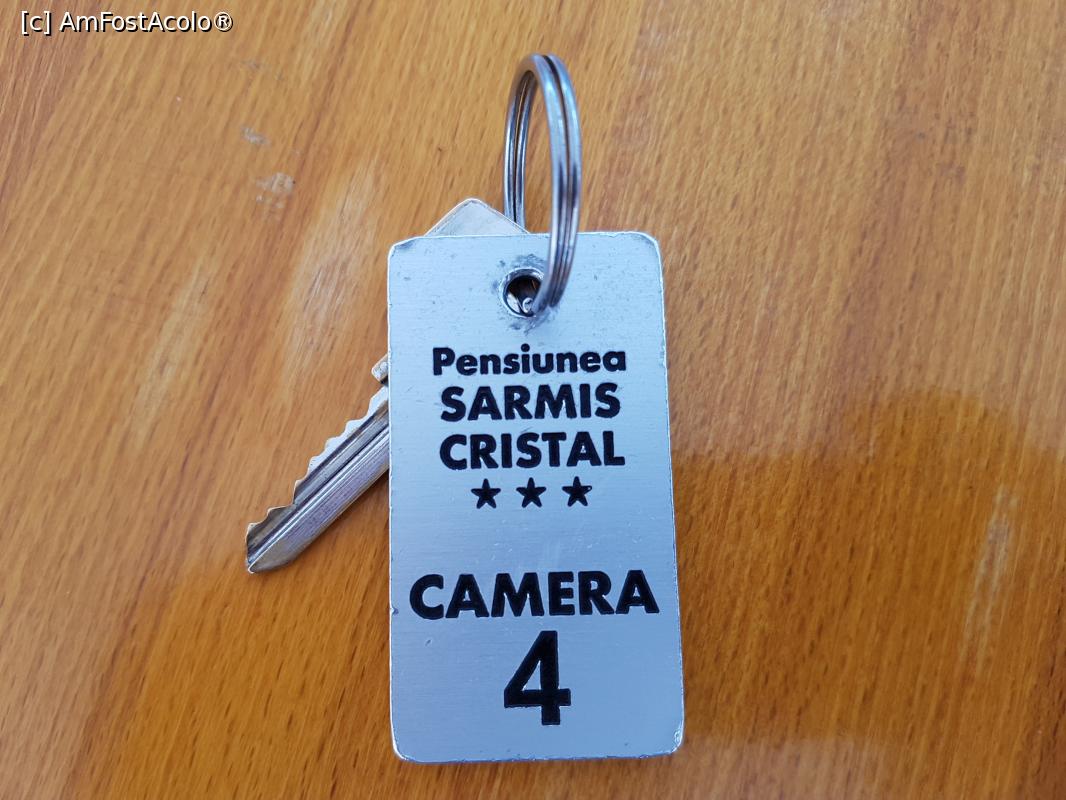 [c] AmFostAcolo®
Pensiunea
SARMIS
CRISTAL
★ ★ ★
CAMERA
4